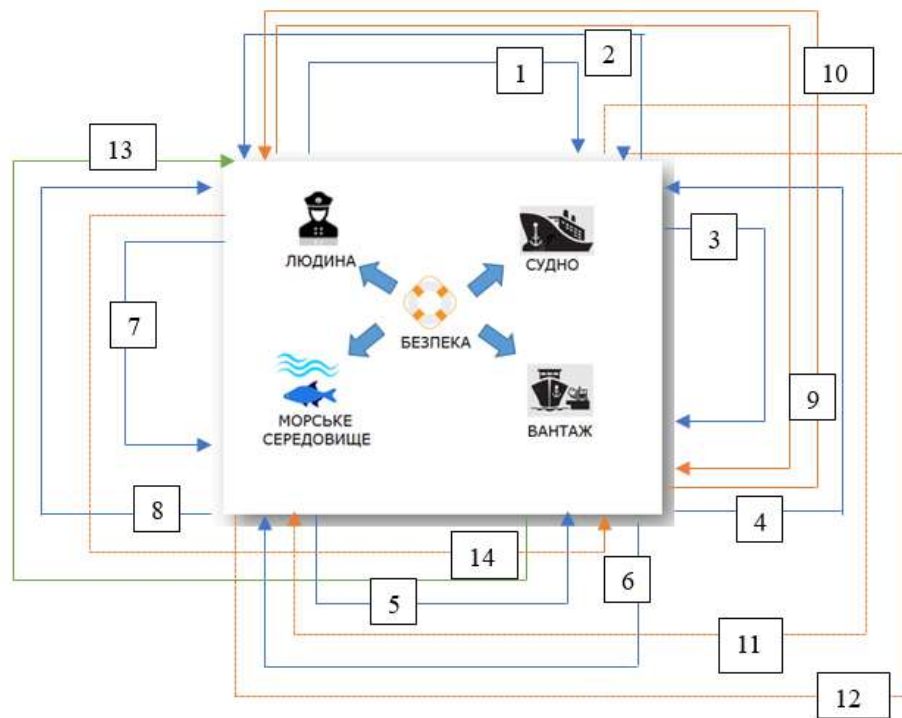 1
2
10
13
3
ЛЮДИНА
СУДНО
7
БЕЗПЕКА
9
МОРСЬКЕ
СЕРЕДОВИЩЕ
ВАНТАЖ
8
4
14
6
5
11
12